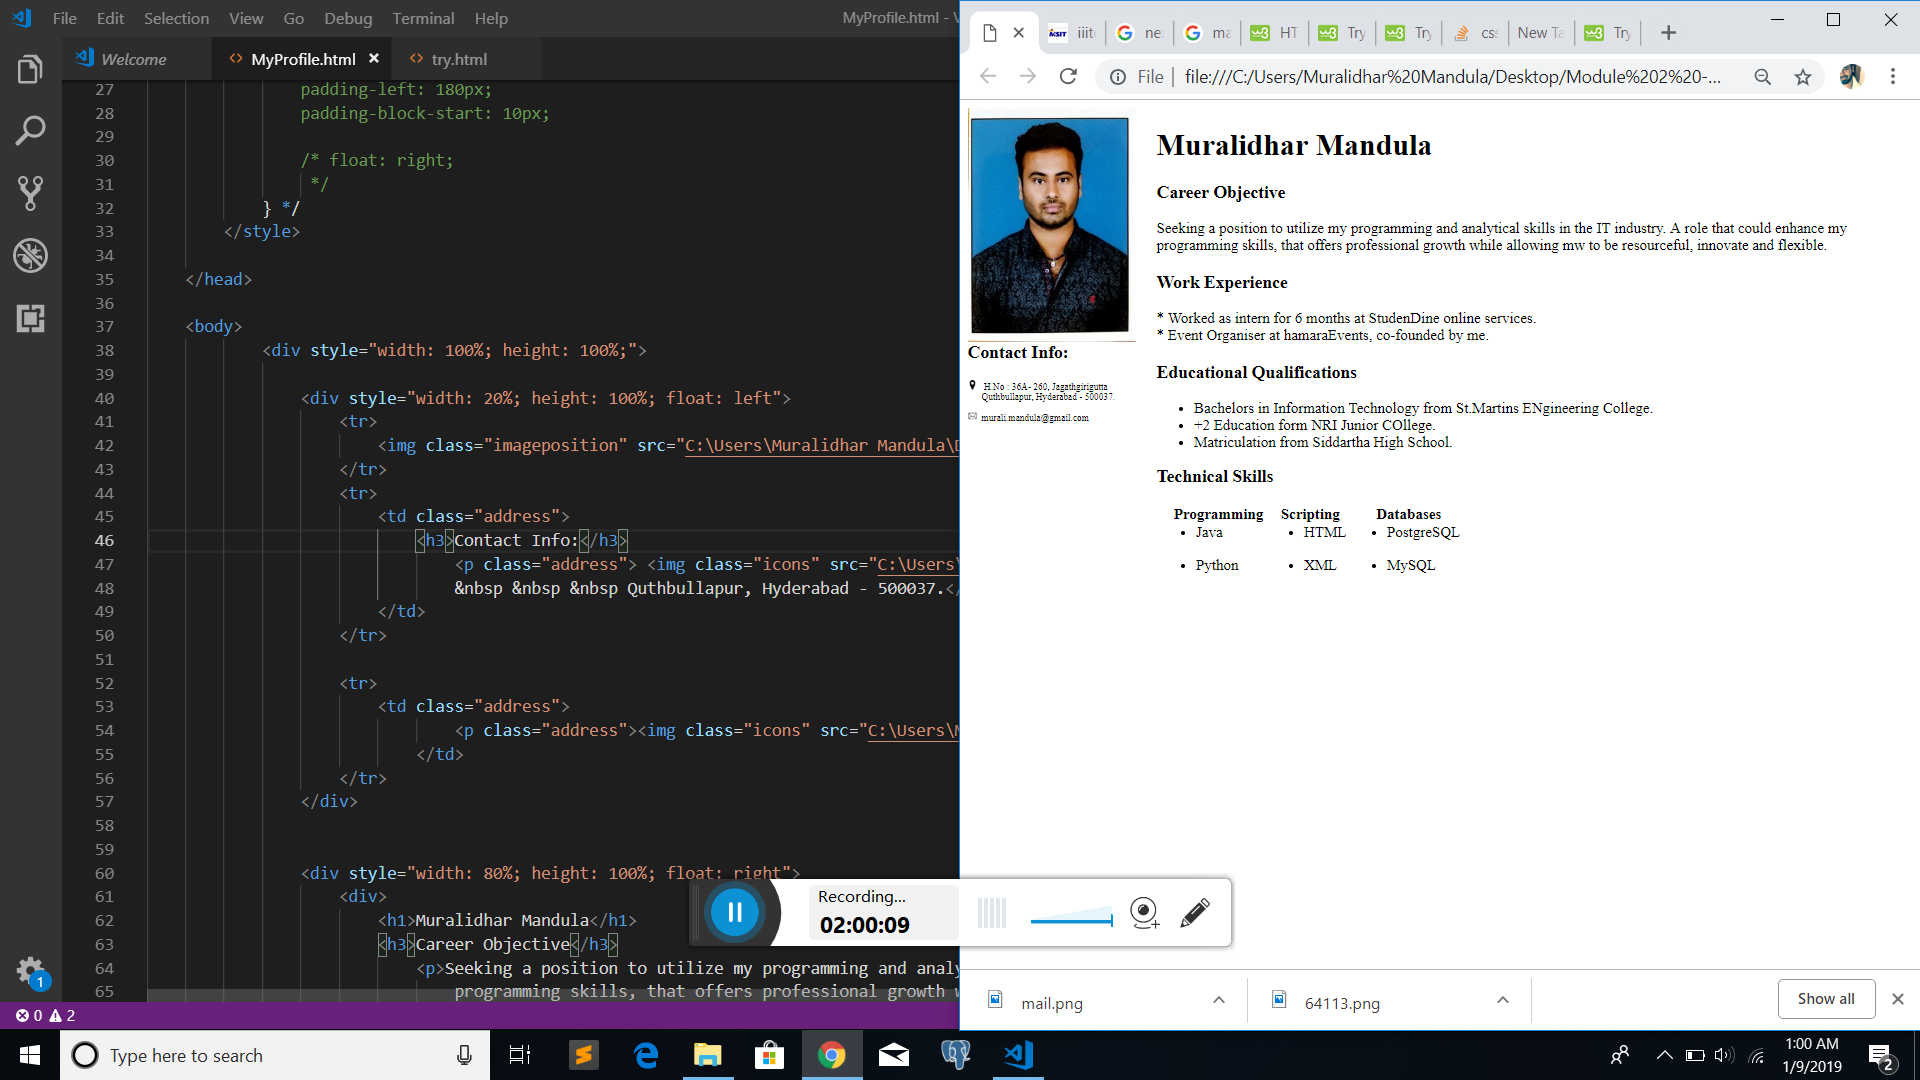 File Edit Selection View Go Debug Terminal Help MyProfile.html - V
Welcome MyProfile.html try.html
27 padding-left: 180px;
28 padding-block-start: 10px;
29
30 /* float: right;
31 */
32 } */
33 </style>
34
35 </head>
36
37 <body>
38 <div style="width: 100%; height: 100%;">
39
40 <div style="width: 20%; height: 100%; float: left">
41 <tr>
42 <img class="imageposition" src="C:\Users\Muralidhar Mandula\D
43 </tr>
44 <tr>
45 <td class="address">
46 <h3>Contact Info:</h3>
47 <p class="address"> <img class="icons" src="C:\Users\
48 &nbsp &nbsp &nbsp Quthbullapur, Hyderabad - 500037.</
49 </td>
50 </tr>
51
52 <tr>
53 <td class="address">
54 <p class="address"><img class="icons" src="C:\Users\M
55 </td>
56 </tr>
57 </div>
58
59
60 <div style="width: 80%; height: 100%; float: right">
61 <div>
62 <h1>Muralidhar Mandula</h1>
63 <h3>Career Objective</h3>
64 <p>Seeking a position to utilize my programming and analy
65 programming skills, that offers professional growth w
0 2
iiit ne ma HT Try Try css New Ta Try
File file:///C:/Users/Muralidhar%20Mandula/Desktop/Module%202%20-...
Muralidhar Mandula
Career Objective
Seeking a position to utilize my programming and analytical skills in the IT industry. A role that could enhance my
programming skills, that offers professional growth while allowing mw to be resourceful, innovate and flexible.
Work Experience
* Worked as intern for 6 months at StudenDine online services.
* Event Organiser at hamaraEvents, co-founded by me.
Contact Info:
H.No : 36A- 260, Jagathgirigutta
Quthbullapur, Hyderabad - 500037.
murali.mandula@gmail.com
Educational Qualifications
• Bachelors in Information Technology from St.Martins ENgineering College.
• +2 Education form NRI Junior COllege.
• Matriculation from Siddartha High School.
Technical Skills
Programming Scripting Databases
• Java • HTML • PostgreSQL
• Python • XML • MySQL
Recording...
02:00:09
mail.png 64113.png Show all
1
Type here to search
1:00 AM
1/9/2019
2